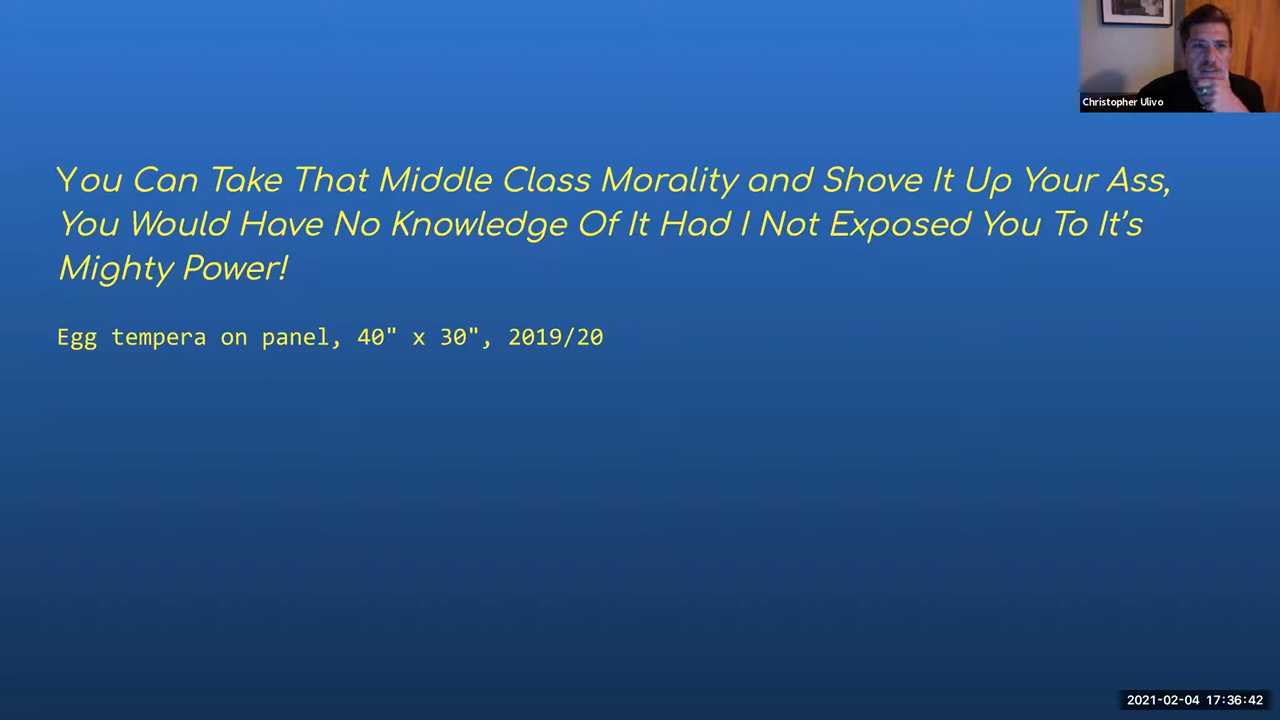 Christopher Ulivo
You Can Take That Middle Class Morality and Shove It Up Your Ass,
You Would Have No Knowledge Of It Had I Not Exposed You To It's
Mighty Power!
Egg tempera on panel, 40" x 30", 2019/20
2021-02-04 17:36:42